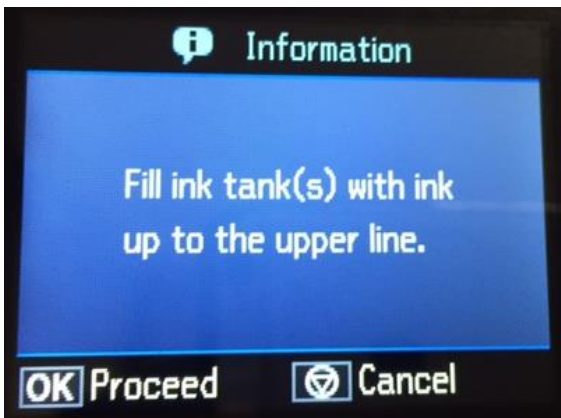 Information
Fill ink tank(s) with ink
up to the upper line.
OK Proceed Cancel